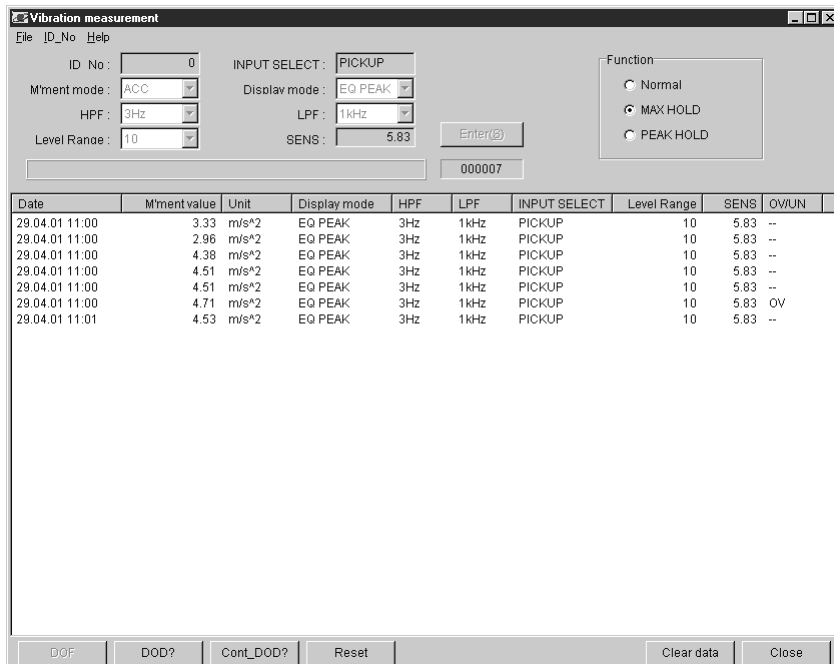 Vibration measurement
File ID_No Help
ID No : 0 INPUT SELECT : PICKUP
M'ment mode : ACC Display mode : EQ PEAK
HPF : 3Hz LPF : 1kHz
Level Range : 10 SENS : 5.83 Enter(S)
Function
Normal
MAX HOLD
PEAK HOLD
000007
Date M'ment value Unit Display mode HPF LPF INPUT SELECT Level Range SENS OV/UN
29.04.01 11:00 3.33 m/s^2 EQ PEAK 3Hz 1kHz PICKUP 10 5.83 --
29.04.01 11:00 2.96 m/s^2 EQ PEAK 3Hz 1kHz PICKUP 10 5.83 --
29.04.01 11:00 4.38 m/s^2 EQ PEAK 3Hz 1kHz PICKUP 10 5.83 --
29.04.01 11:00 4.51 m/s^2 EQ PEAK 3Hz 1kHz PICKUP 10 5.83 --
29.04.01 11:00 4.51 m/s^2 EQ PEAK 3Hz 1kHz PICKUP 10 5.83 --
29.04.01 11:00 4.71 m/s^2 EQ PEAK 3Hz 1kHz PICKUP 10 5.83 OV
29.04.01 11:01 4.53 m/s^2 EQ PEAK 3Hz 1kHz PICKUP 10 5.83 --
DOF DOD? Cont_DOD? Reset Clear data Close